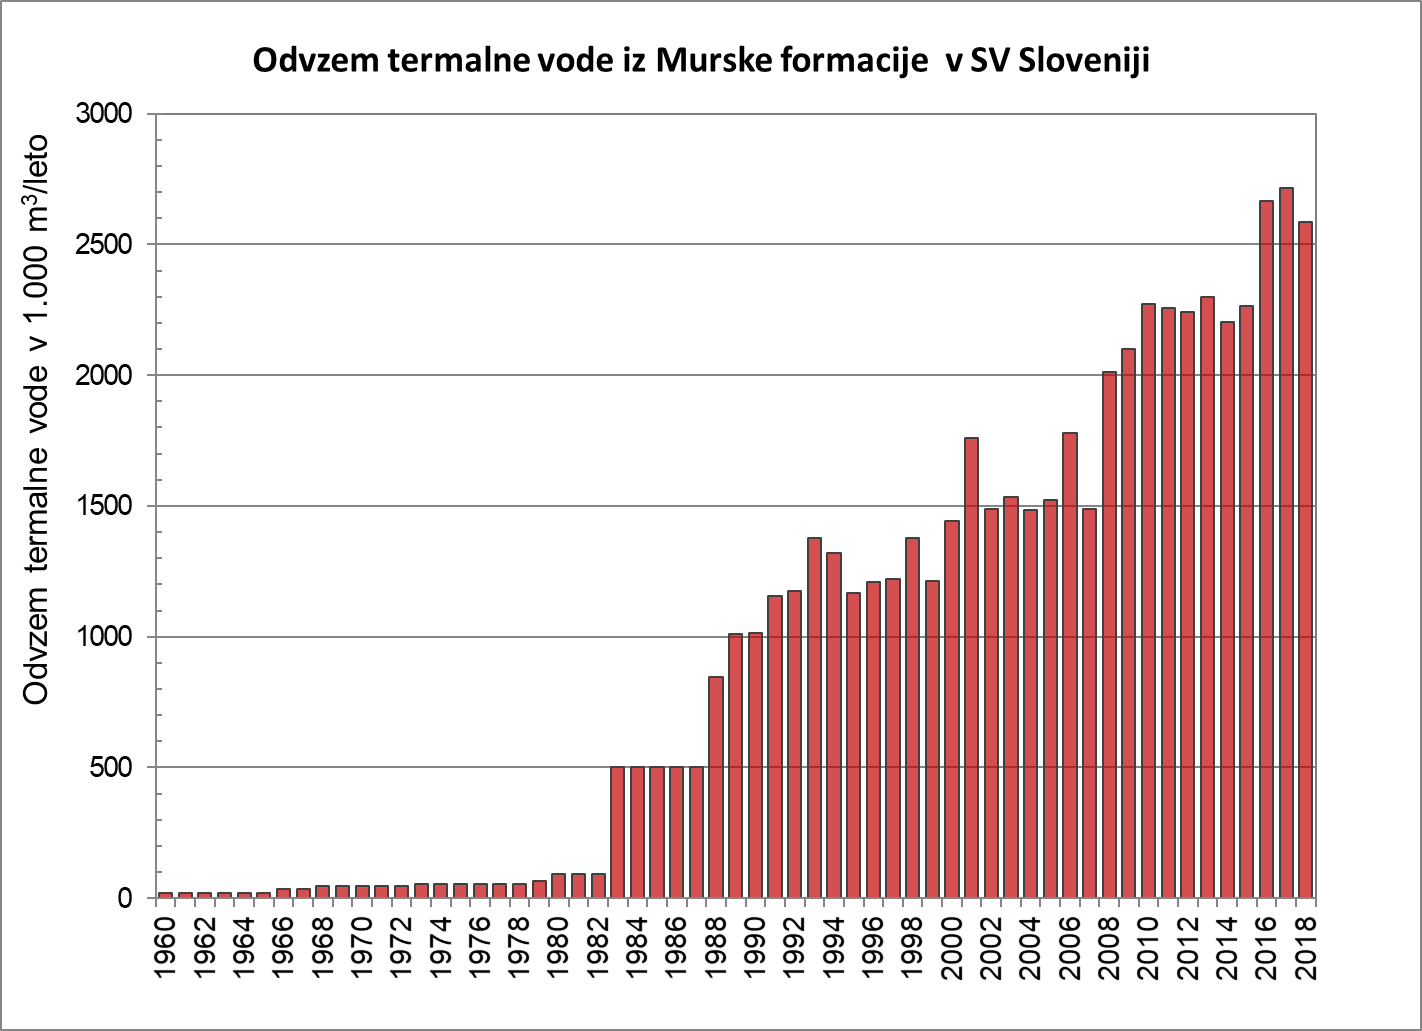 Odvzem termalne vode iz Murske formacije v SV Sloveniji
Odvzem termalne vode v 1.000 m³/leto
3000
2500
2000
1500
1000
500
0
1960 1962 1964 1966 1968 1970 1972 1974 1976 1978 1980 1982 1984 1986 1988 1990 1992 1994 1996 1998 2000 2002 2004 2006 2008 2010 2012 2014 2016 2018